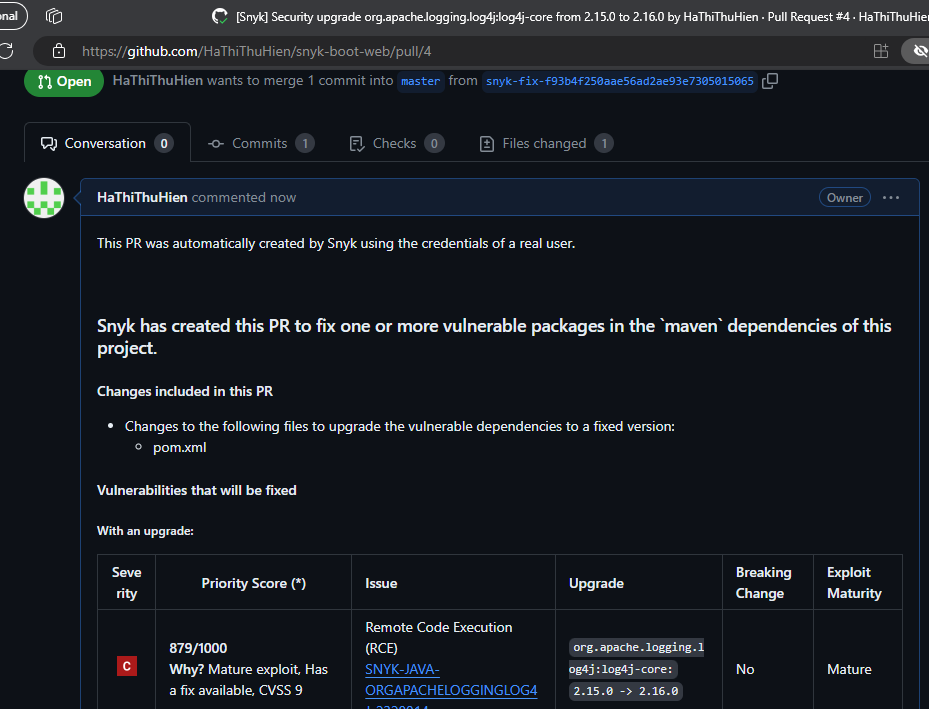 onal
[Snyk] Security upgrade org.apache.logging.log4j:log4j-core from 2.15.0 to 2.16.0 by HaThiThuHien · Pull Request #4 · HaThiThuHien
https://github.com/HaThiThuHien/snyk-boot-web/pull/4
Open HaThiThuHien wants to merge 1 commit into master from snyk-fix-f93b4f250aae56ad2ae93e7305015065
Conversation 0 Commits 1 Checks 0 Files changed 1
HaThiThuHien commented now Owner
This PR was automatically created by Snyk using the credentials of a real user.
Snyk has created this PR to fix one or more vulnerable packages in the `maven` dependencies of this
project.
Changes included in this PR
• Changes to the following files to upgrade the vulnerable dependencies to a fixed version:
◦ pom.xml
Vulnerabilities that will be fixed
With an upgrade:
Seve
rity
Priority Score (*)
Issue
Upgrade
Breaking
Change
Exploit
Maturity
C
879/1000
Why? Mature exploit, Has
a fix available, CVSS 9
Remote Code Execution
(RCE)
SNYK-JAVA-
ORGAPACHELOGGINGLOG4
org.apache.logging.l
og4j:log4j-core:
2.15.0 -> 2.16.0
No
Mature